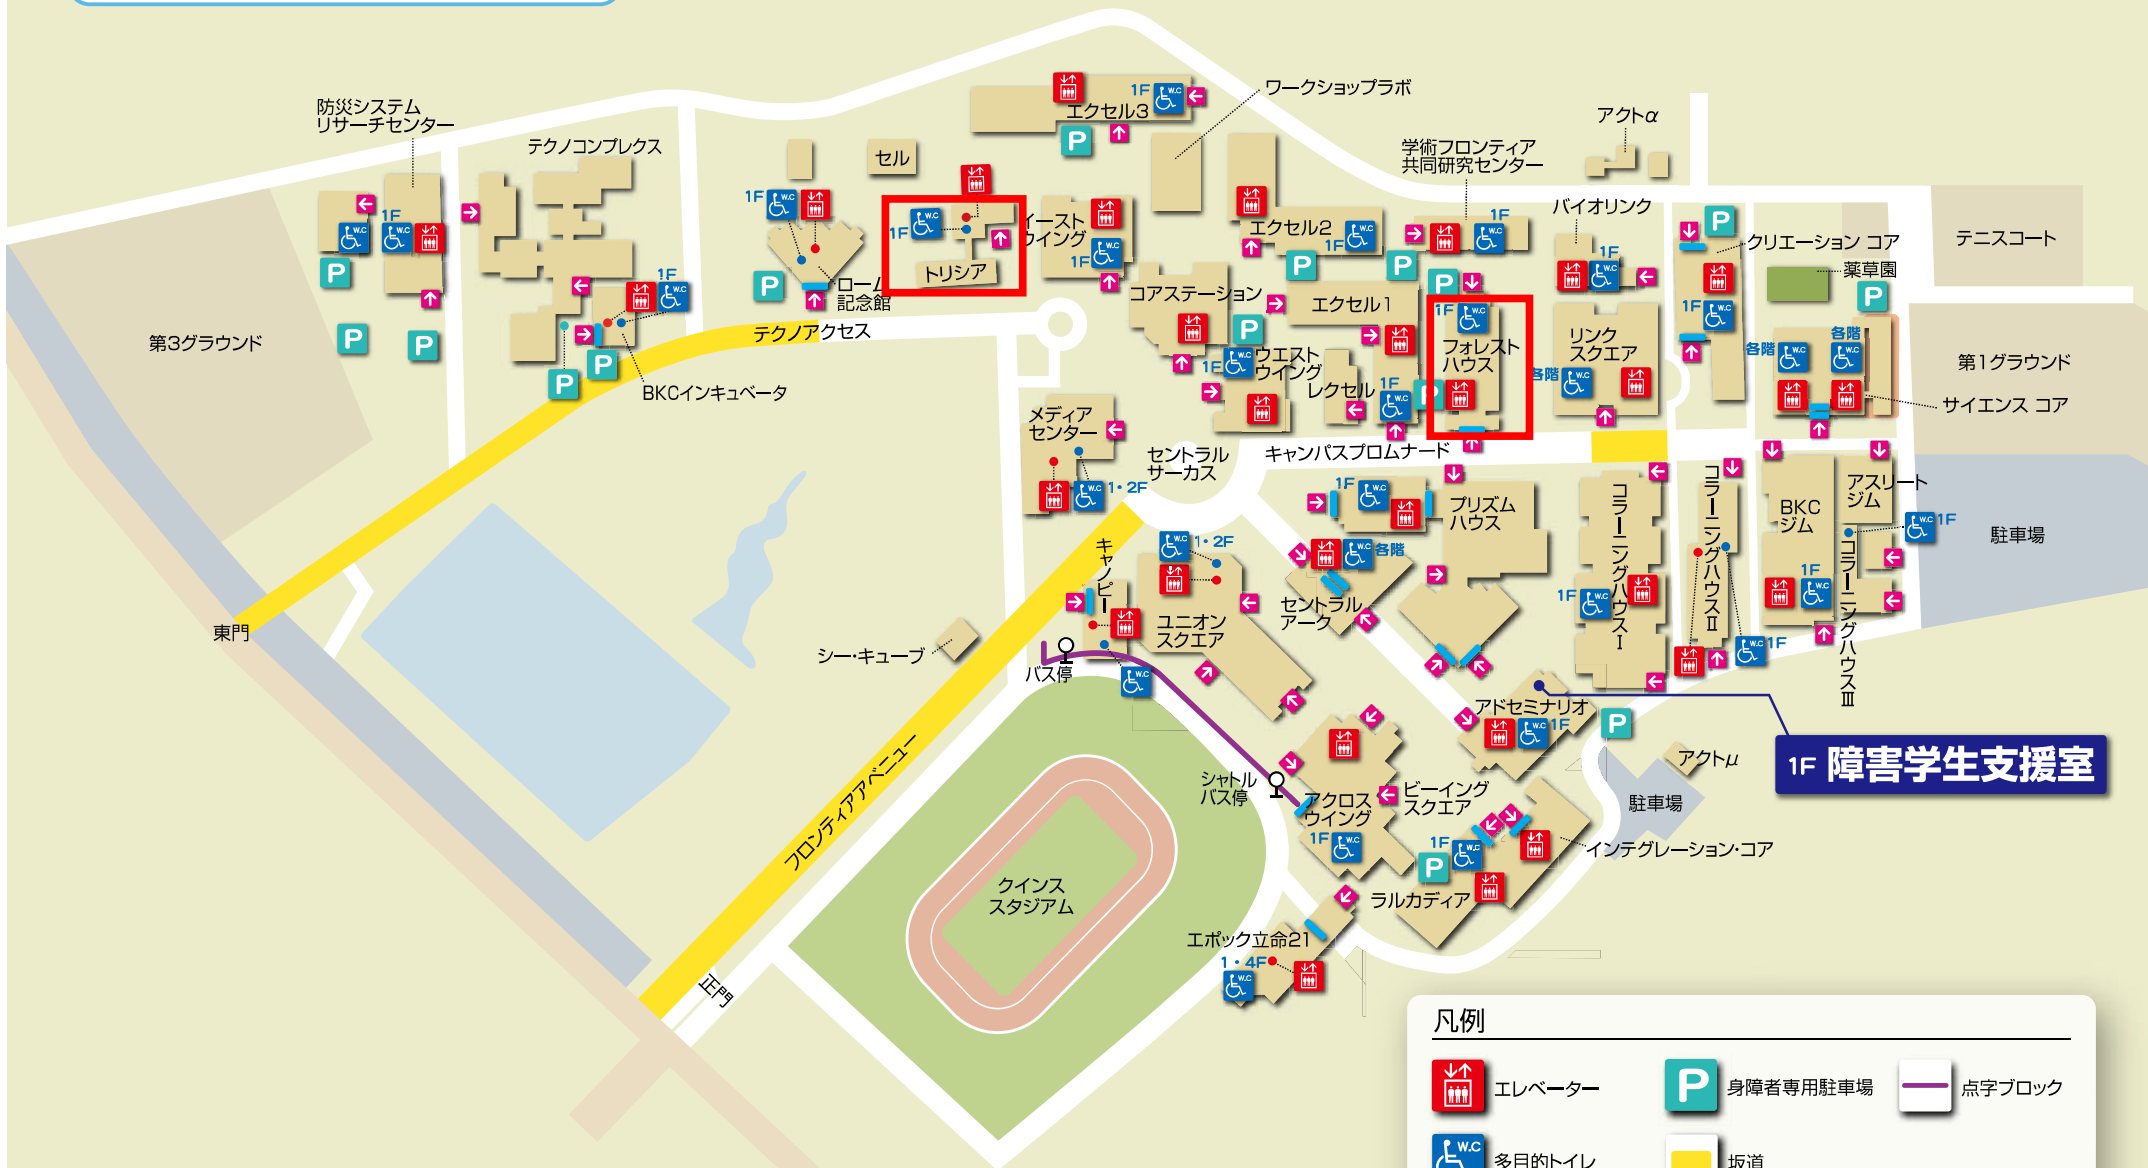 防災システム
リサーチセンター
テクノコンプレクス
1F
セル
エクセル3
1F
ワークショップラボ
アクトα
学術フロンティア
共同研究センター
バイオリンク
クリエーション コア
テニスコート
薬草園
1F
1F
1F
トリシア
イースト
ウイング
1F
エクセル2
1F
1F
1F
1F
ローム
記念館
コアステーション
エクセル1
1F
フォレスト
ハウス
リンク
スクエア
各階
1F
各階
各階
第3グラウンド
第1グラウンド
サイエンス コア
テクノアクセス
BKCインキュベータ
1F
ウエスト
ウイング
レクセル
1F
メディア
センター
1・2F
セントラル
サーカス
キャンパスプロムナード
1F
プリズム
ハウス
コラーニングハウスⅠ
1F
コラーニングハウスⅡ
1F
BKC
ジム
1F
アスリート
ジム
1F
コラーニングハウスⅢ
駐車場
キャノピー
1・2F
各階
セントラル
アーク
ユニオン
スクエア
東門
シー・キューブ
バス停
アドセミナリオ
1F
1F 障害学生支援室
アクトμ
駐車場
シャトル
バス停
アクロス
ウイング
1F
ビーイング
スクエア
1F
インテグレーション・コア
ラルカディア
フロンティアアベニュー
クインス
スタジアム
エポック立命21
1・4F
正門
凡例
エレベーター
P
身障者専用駐車場
点字ブロック
W.C
多目的トイレ
坂道